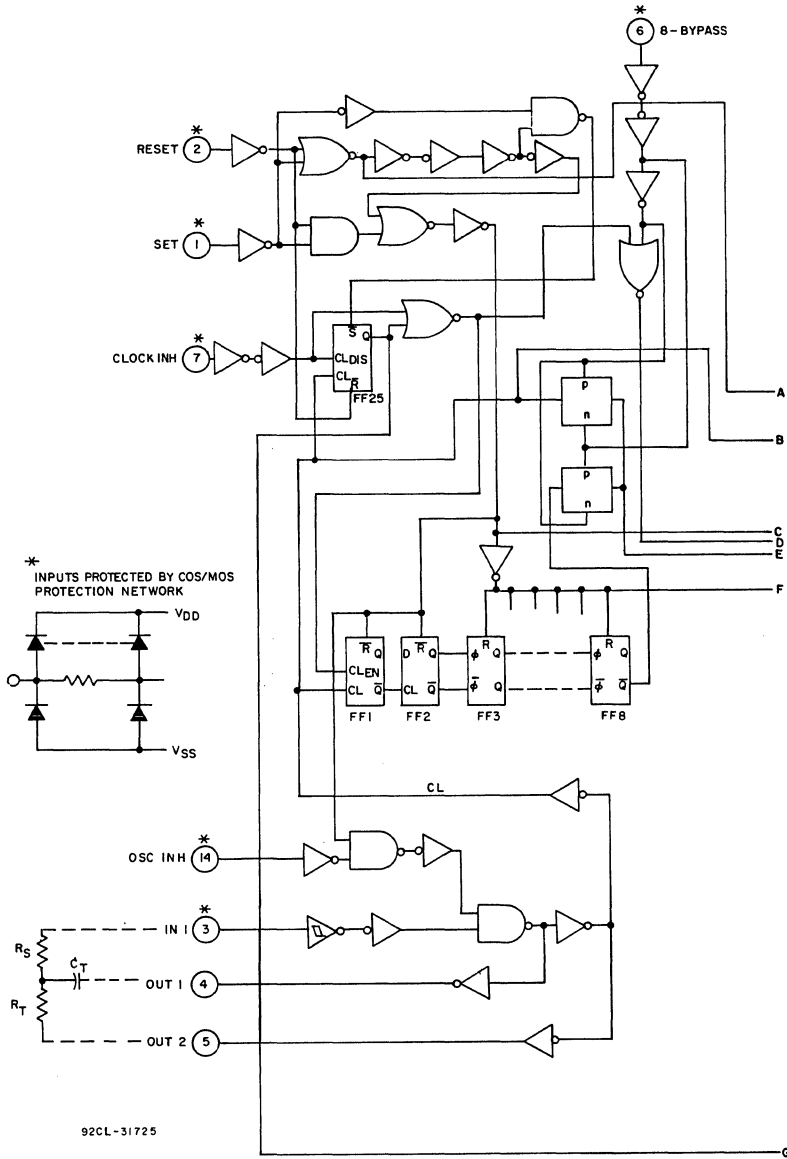 *
6 8-BYPASS
*
RESET 2
*
SET 1
*
CLOCK INH 7
S̅ Q
CL DIS
CL R̅
FF25
p
n
p
n
A
B
C
D
E
F
*
INPUTS PROTECTED BY COS/MOS
PROTECTION NETWORK
VDD
VSS
R̅ Q
CLEN
CL Q̅
FF1
D R̅ Q
CL Q̅
FF2
R
ϕ Q
ϕ̅ Q
FF3
R
ϕ Q
ϕ̅ Q̅
FF8
CL
*
OSC INH 14
*
IN 1 3
RS
CT
OUT 1 4
RT
OUT 2 5
92CL-31725
G